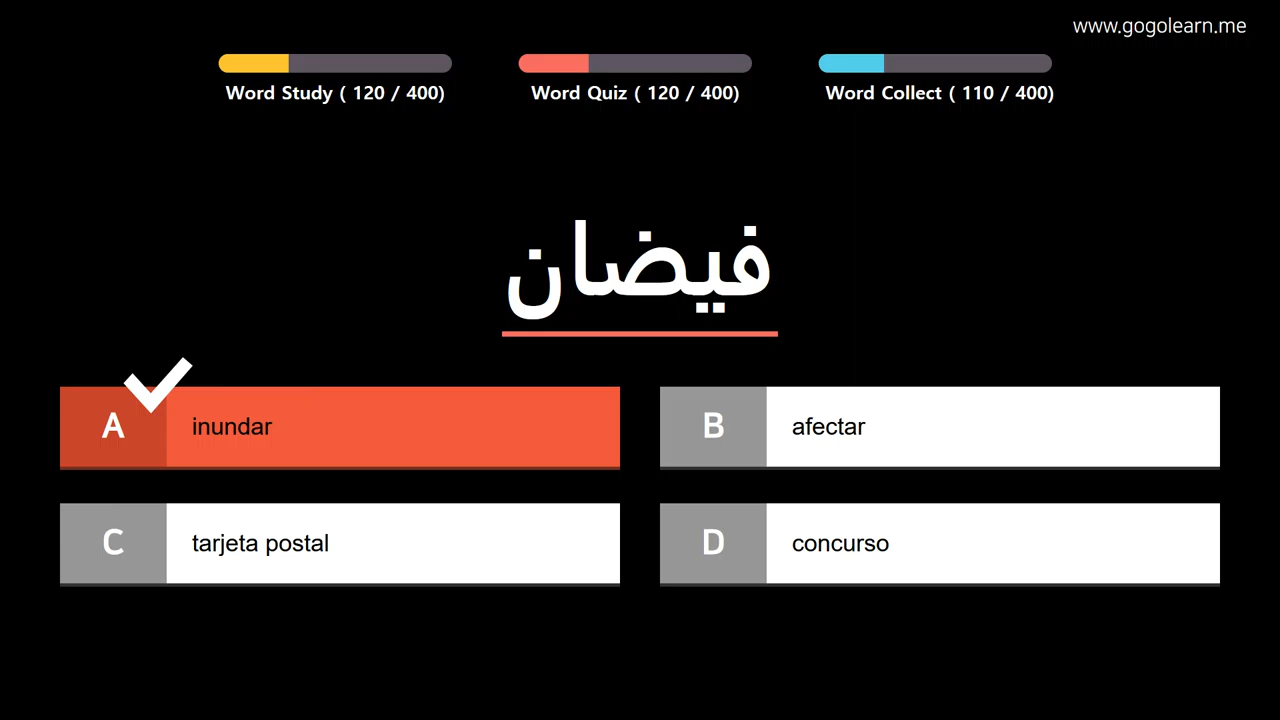 www.gogolearn.me
Word Study ( 120 / 400)
Word Quiz ( 120 / 400)
Word Collect ( 110 / 400)
فيضان
A inundar
B afectar
C tarjeta postal
D concurso